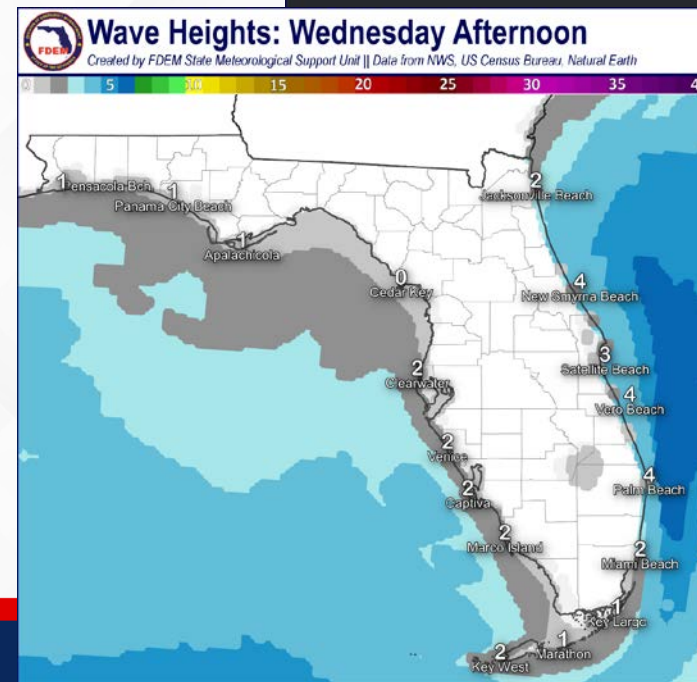 FDEM
Wave Heights: Wednesday Afternoon
Created by FDEM State Meteorological Support Unit || Data from NWS, US Census Bureau, Natural Earth
0 5 10 15 20 25 30 35
2
Jacksonville Beach
1
Pensacola Bch
1
Panama City Beach
1
Apalachicola
0
Cedar Key
4
New Smyrna Beach
3
Satellite Beach
2
Clearwater
4
Vero Beach
2
Venice
4
Palm Beach
2
Captiva
2
Marco Island
2
Miami Beach
1
Key Largo
1
Marathon
2
Key West